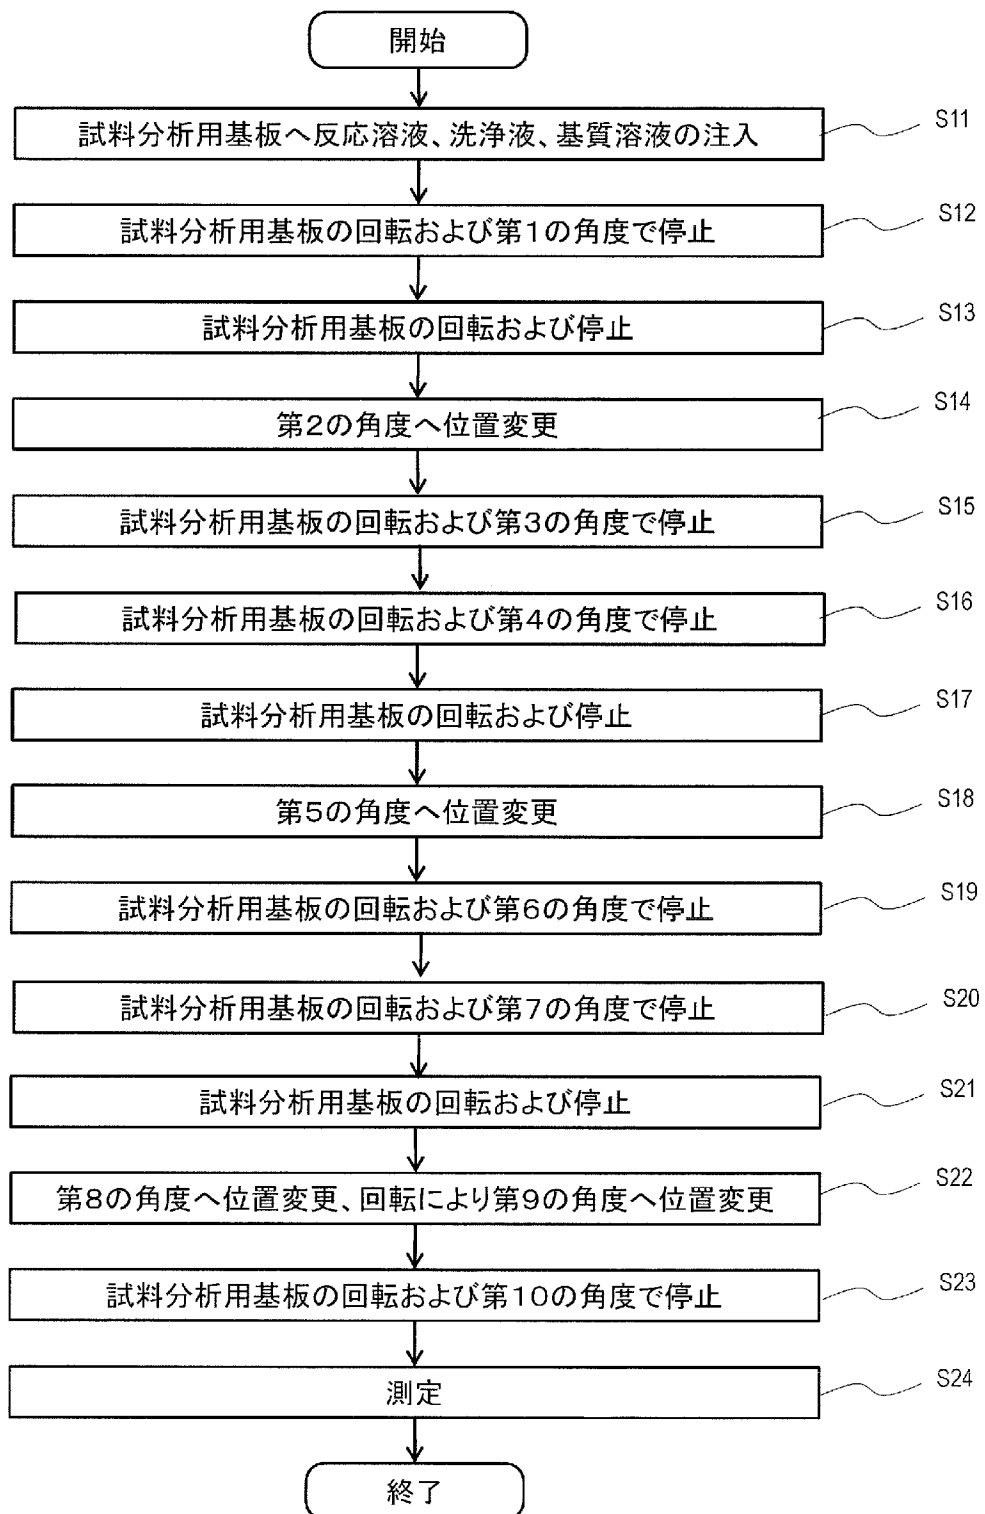 開始
試料分析用基板へ反応溶液、洗浄液、基質溶液の注入
S11
試料分析用基板の回転および第1の角度で停止
S12
試料分析用基板の回転および停止
S13
第2の角度へ位置変更
S14
試料分析用基板の回転および第3の角度で停止
S15
試料分析用基板の回転および第4の角度で停止
S16
試料分析用基板の回転および停止
S17
第5の角度へ位置変更
S18
試料分析用基板の回転および第6の角度で停止
S19
試料分析用基板の回転および第7の角度で停止
S20
試料分析用基板の回転および停止
S21
第8の角度へ位置変更、回転により第9の角度へ位置変更
S22
試料分析用基板の回転および第10の角度で停止
S23
測定
S24
終了